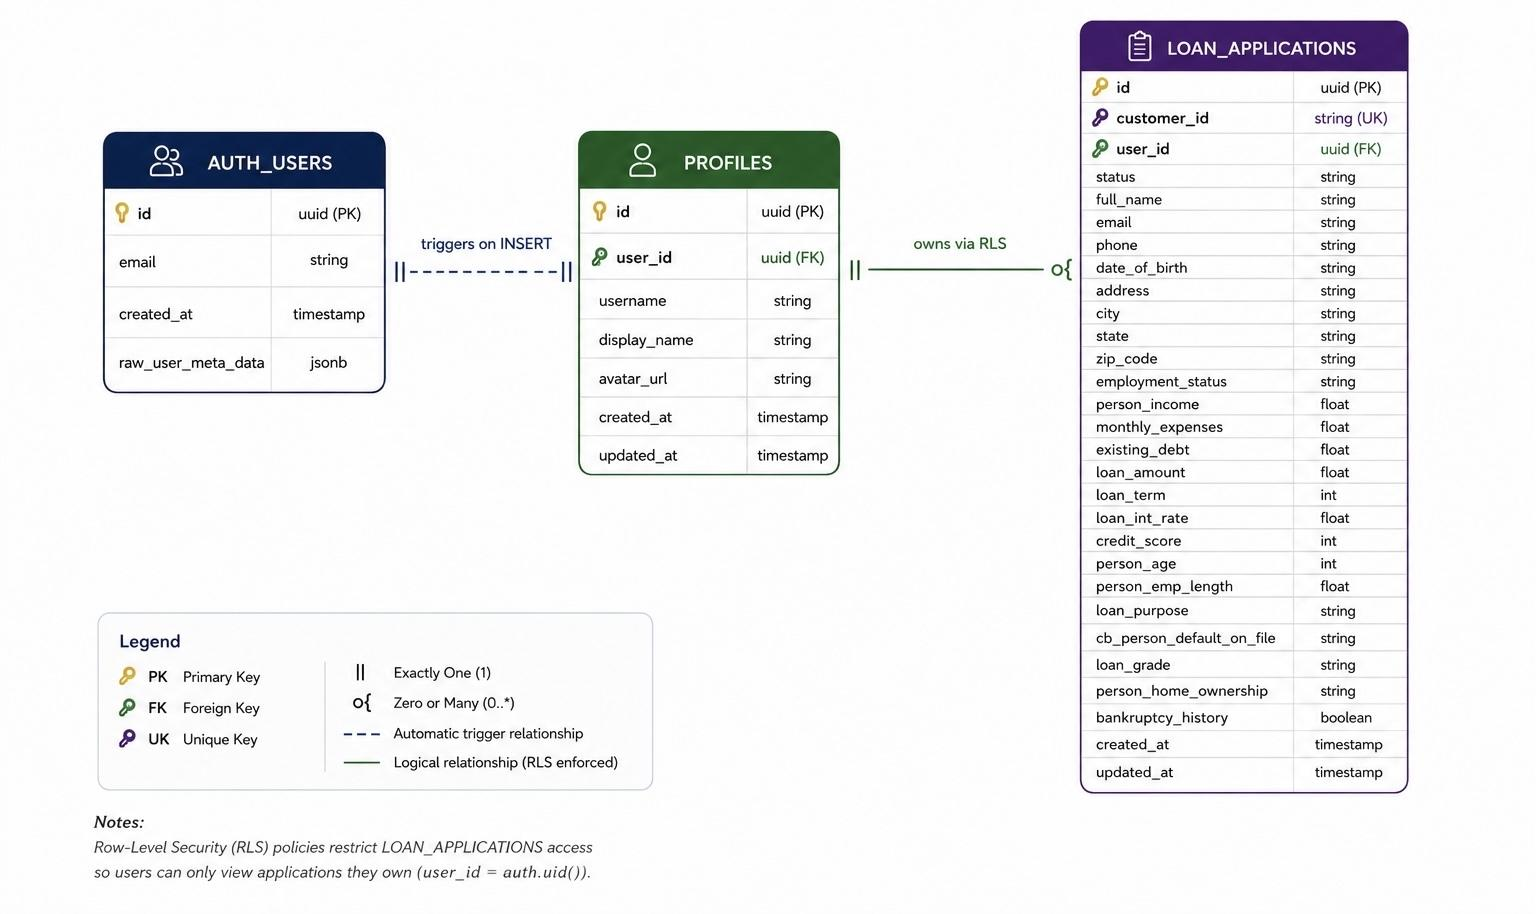 AUTH_USERS
id uuid (PK)
email string
created_at timestamp
raw_user_meta_data jsonb
triggers on INSERT
PROFILES
id uuid (PK)
user_id uuid (FK)
username string
display_name string
avatar_url string
created_at timestamp
updated_at timestamp
owns via RLS
LOAN_APPLICATIONS
id uuid (PK)
customer_id string (UK)
user_id uuid (FK)
status string
full_name string
email string
phone string
date_of_birth string
address string
city string
state string
zip_code string
employment_status string
person_income float
monthly_expenses float
existing_debt float
loan_amount float
loan_term int
loan_int_rate float
credit_score int
person_age int
person_emp_length float
loan_purpose string
cb_person_default_on_file string
loan_grade string
person_home_ownership string
bankruptcy_history boolean
created_at timestamp
updated_at timestamp
Legend
PK Primary Key
FK Foreign Key
UK Unique Key
Exactly One (1)
Zero or Many (0..*)
Automatic trigger relationship
Logical relationship (RLS enforced)
Notes:
Row-Level Security (RLS) policies restrict LOAN_APPLICATIONS access
so users can only view applications they own (user_id = auth.uid()).